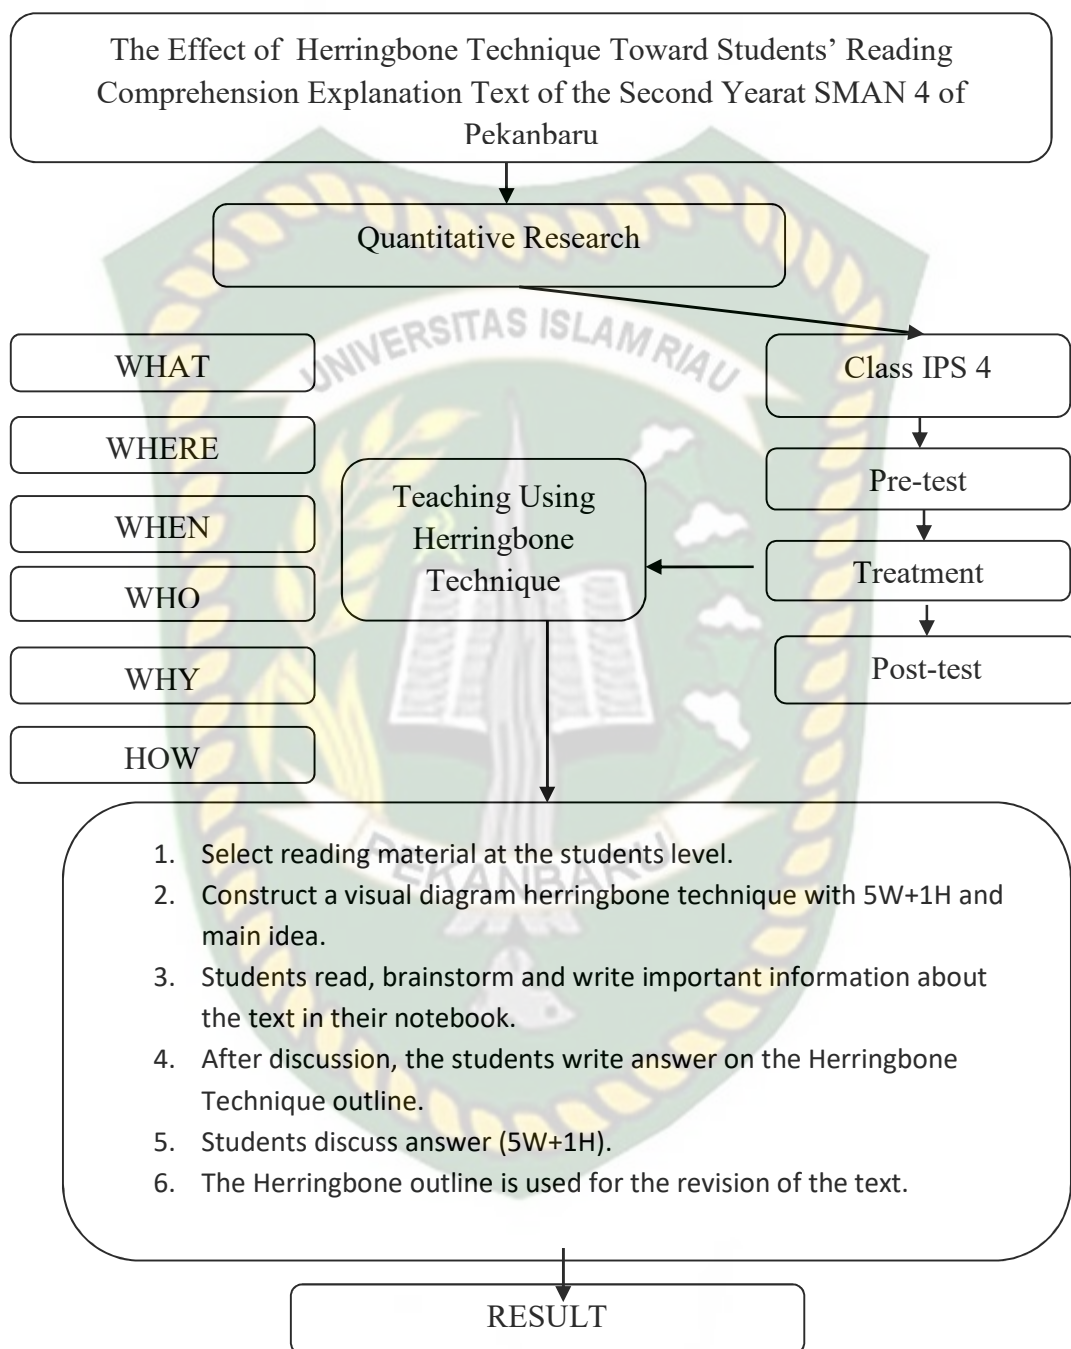 The Effect of Herringbone Technique Toward Students’ Reading
Comprehension Explanation Text of the Second Yearat SMAN 4 of
Pekanbaru
Quantitative Research
UNIVERSITAS ISLAM RIAU
WHAT
Class IPS 4
WHERE
Pre-test
Teaching Using
Herringbone
Technique
WHEN
Treatment
WHO
Post-test
WHY
HOW
PEKANBARU
1. Select reading material at the students level.
2. Construct a visual diagram herringbone technique with 5W+1H and
main idea.
3. Students read, brainstorm and write important information about
the text in their notebook.
4. After discussion, the students write answer on the Herringbone
Technique outline.
5. Students discuss answer (5W+1H).
6. The Herringbone outline is used for the revision of the text.
RESULT